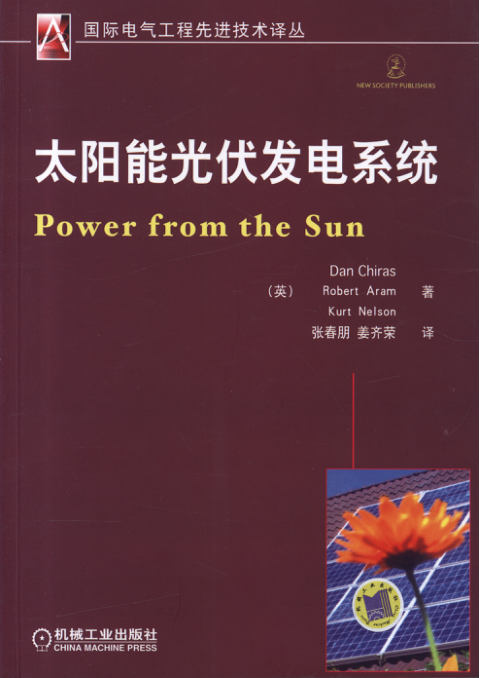 国际电气工程先进技术译丛
NEW SOCIETY PUBLISHERS
太阳能光伏发电系统
Power from the Sun
Dan Chiras
(英) Robert Aram 著
Kurt Nelson
张春朋 姜齐荣 译
机械工业出版社
CHINA MACHINE PRESS